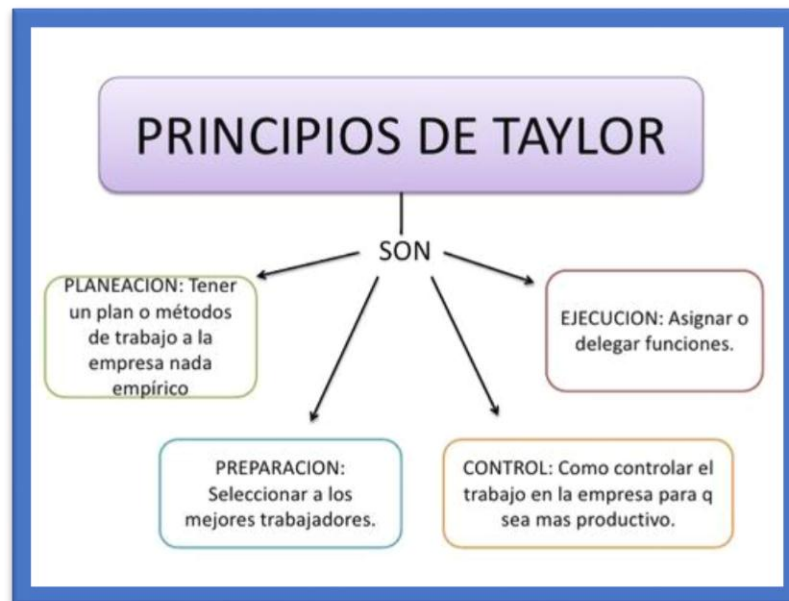 PRINCIPIOS DE TAYLOR
SON
PLANEACION: Tener
un plan o métodos
de trabajo a la
empresa nada
empírico
EJECUCION: Asignar o
delegar funciones.
PREPARACION:
Seleccionar a los
mejores trabajadores.
CONTROL: Como controlar el
trabajo en la empresa para q
sea mas productivo.